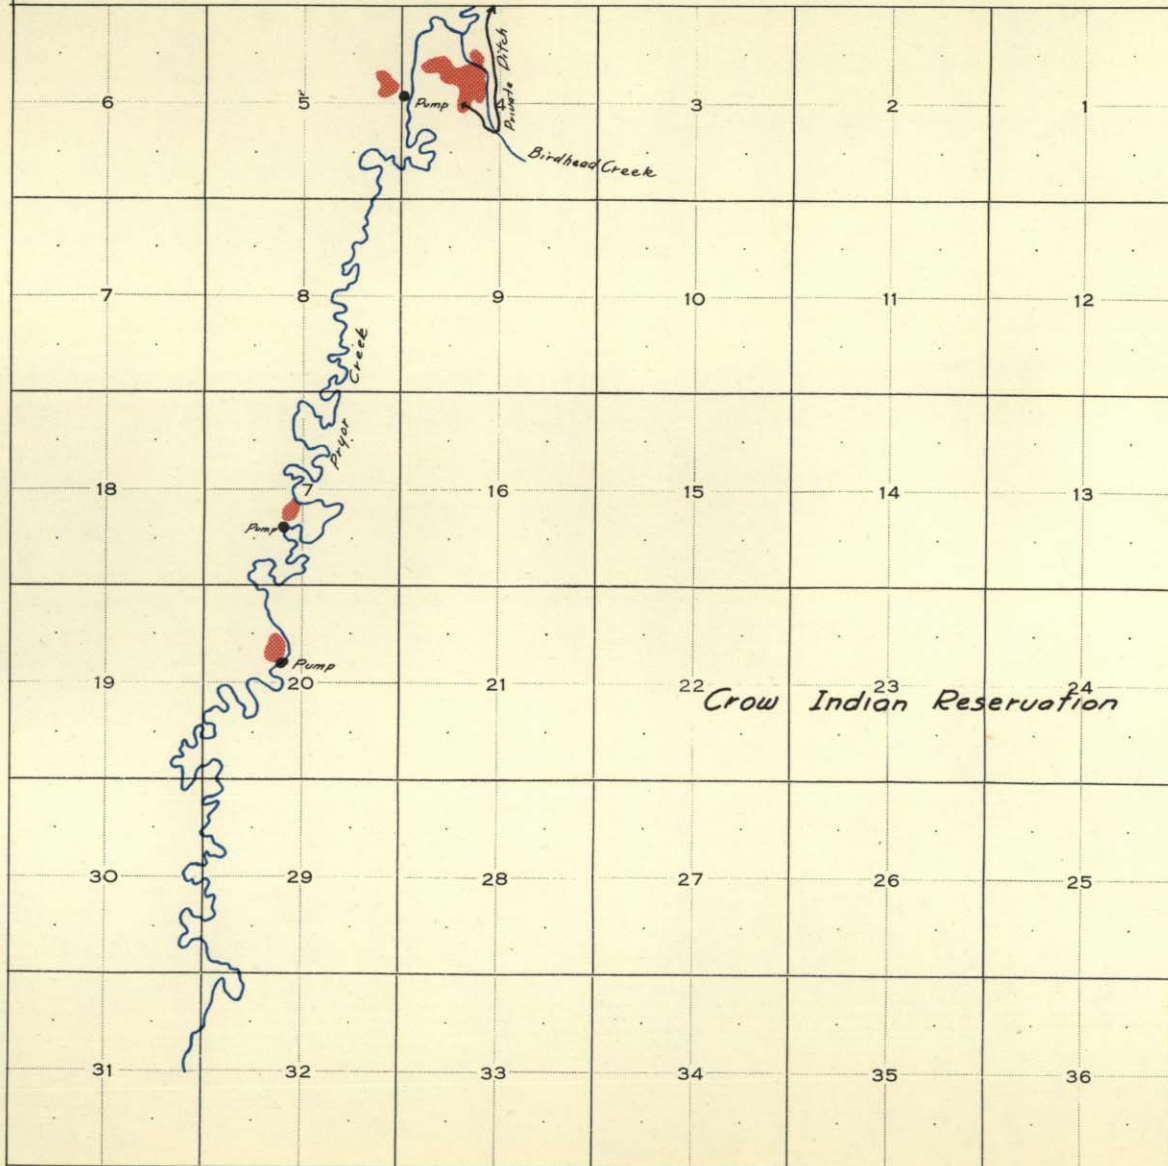 Private Ditch
6 5 Pump 4 3 2 1
Birdhead Creek
7 8 9 10 11 12
Pryor Creek
18 7 16 15 14 13
Pump
Pump
19 20 21 22 23 24
Crow Indian Reservation
30 29 28 27 26 25
31 32 33 34 35 36